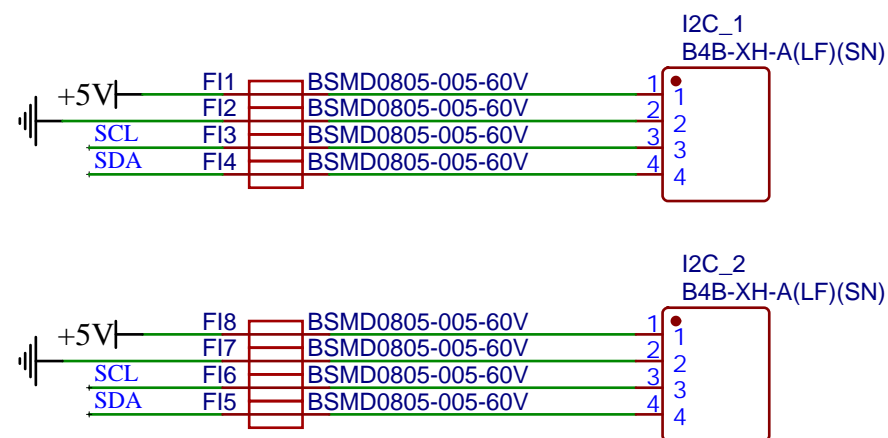 I2C_1
B4B-XH-A(LF)(SN)
+5V FI1 BSMD0805-005-60V 1 1
FI2 BSMD0805-005-60V 2 2
SCL FI3 BSMD0805-005-60V 3 3
SDA FI4 BSMD0805-005-60V 4 4
I2C_2
B4B-XH-A(LF)(SN)
+5V FI8 BSMD0805-005-60V 1 1
FI7 BSMD0805-005-60V 2 2
SCL FI6 BSMD0805-005-60V 3 3
SDA FI5 BSMD0805-005-60V 4 4